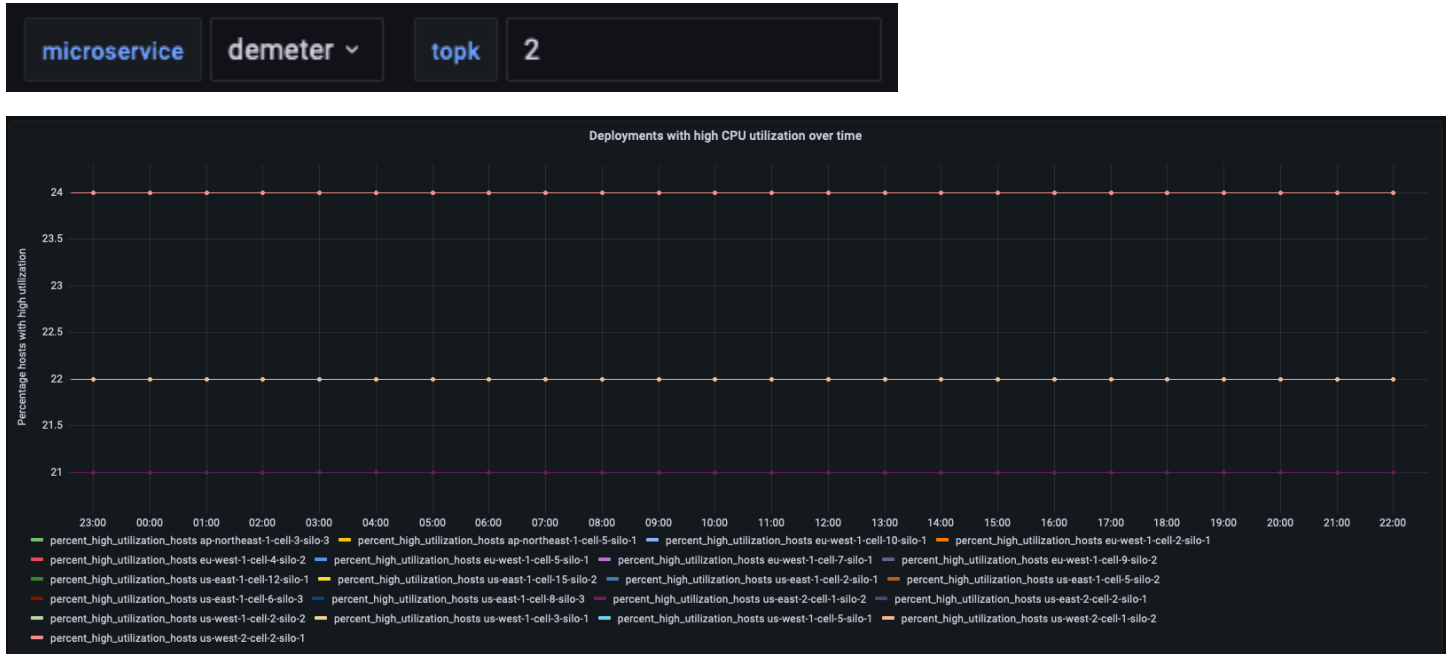 microservice demeter topk 2
Deployments with high CPU utilization over time
Percentage hosts with high utilization
24
23.5
23
22.5
22
21.5
21
23:00 00:00 01:00 02:00 03:00 04:00 05:00 06:00 07:00 08:00 09:00 10:00 11:00 12:00 13:00 14:00 15:00 16:00 17:00 18:00 19:00 20:00 21:00 22:00
percent_high_utilization_hosts ap-northeast-1-cell-3-silo-3 percent_high_utilization_hosts ap-northeast-1-cell-5-silo-1 percent_high_utilization_hosts eu-west-1-cell-10-silo-1 percent_high_utilization_hosts eu-west-1-cell-2-silo-1
percent_high_utilization_hosts eu-west-1-cell-4-silo-2 percent_high_utilization_hosts eu-west-1-cell-5-silo-1 percent_high_utilization_hosts eu-west-1-cell-7-silo-1 percent_high_utilization_hosts eu-west-1-cell-9-silo-2
percent_high_utilization_hosts us-east-1-cell-12-silo-1 percent_high_utilization_hosts us-east-1-cell-15-silo-2 percent_high_utilization_hosts us-east-1-cell-2-silo-1 percent_high_utilization_hosts us-east-1-cell-5-silo-2
percent_high_utilization_hosts us-east-1-cell-6-silo-3 percent_high_utilization_hosts us-east-1-cell-8-silo-3 percent_high_utilization_hosts us-east-2-cell-1-silo-2 percent_high_utilization_hosts us-east-2-cell-2-silo-1
percent_high_utilization_hosts us-west-1-cell-2-silo-2 percent_high_utilization_hosts us-west-1-cell-3-silo-1 percent_high_utilization_hosts us-west-1-cell-5-silo-1 percent_high_utilization_hosts us-west-2-cell-1-silo-2
percent_high_utilization_hosts us-west-2-cell-2-silo-1